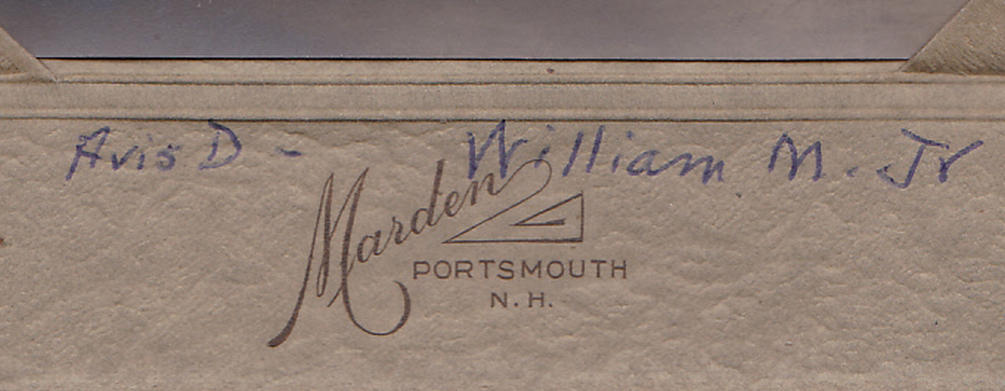 Avis D - William M. Jr
Marden
PORTSMOUTH
N.H.